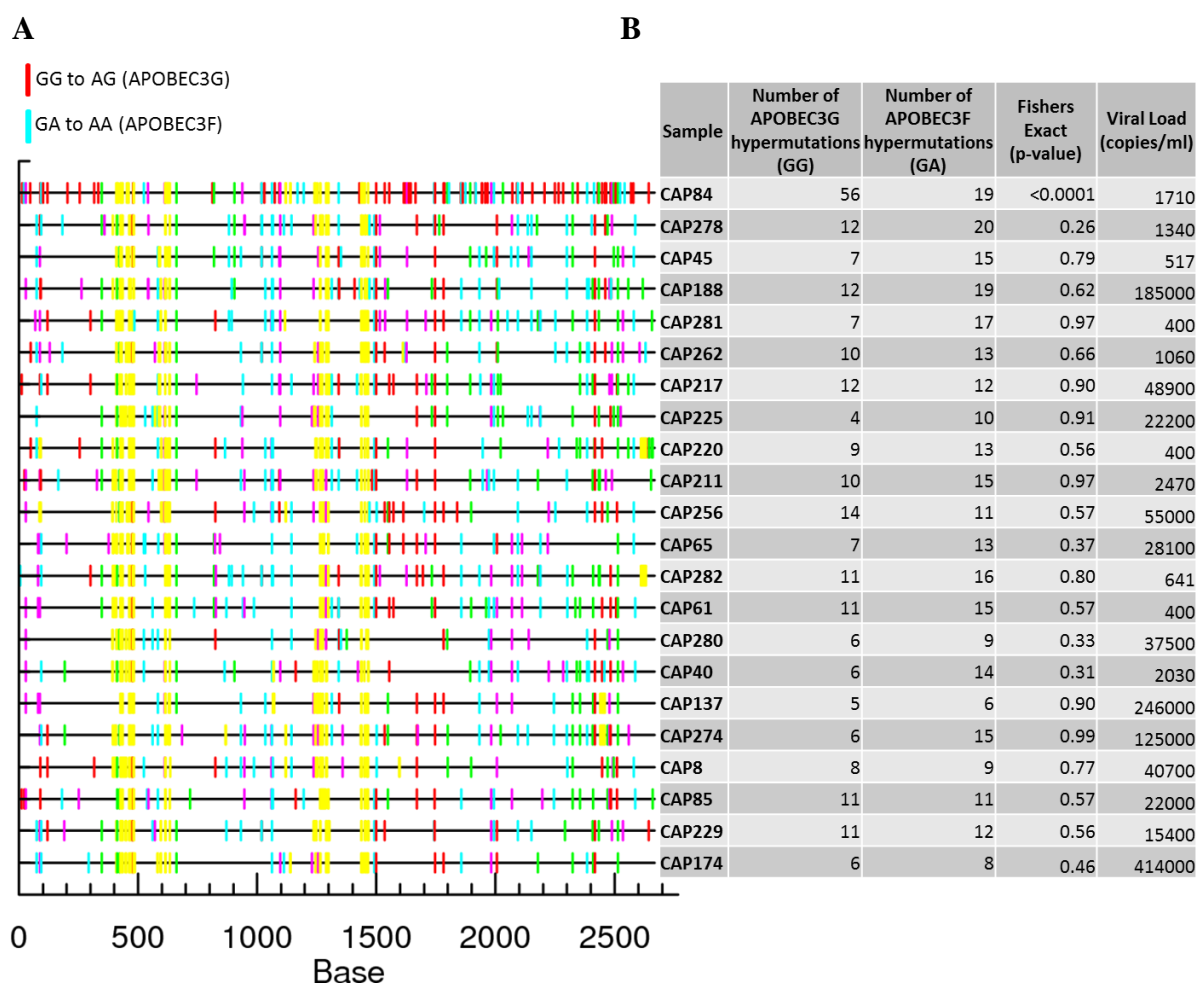 A
B
GG to AG (APOBEC3G)
GA to AA (APOBEC3F)
Sample
Number of APOBEC3G hypermutations (GG)
Number of APOBEC3F hypermutations (GA)
Fishers Exact (p-value)
Viral Load (copies/ml)
CAP84 56 19 <0.0001 1710
CAP278 12 20 0.26 1340
CAP45 7 15 0.79 517
CAP188 12 19 0.62 185000
CAP281 7 17 0.97 400
CAP262 10 13 0.66 1060
CAP217 12 12 0.90 48900
CAP225 4 10 0.91 22200
CAP220 9 13 0.56 400
CAP211 10 15 0.97 2470
CAP256 14 11 0.57 55000
CAP65 7 13 0.37 28100
CAP282 11 16 0.80 641
CAP61 11 15 0.57 400
CAP280 6 9 0.33 37500
CAP40 6 14 0.31 2030
CAP137 5 6 0.90 246000
CAP274 6 15 0.99 125000
CAP8 8 9 0.77 40700
CAP85 11 11 0.57 22000
CAP229 11 12 0.56 15400
CAP174 6 8 0.46 414000
0 500 1000 1500 2000 2500
Base